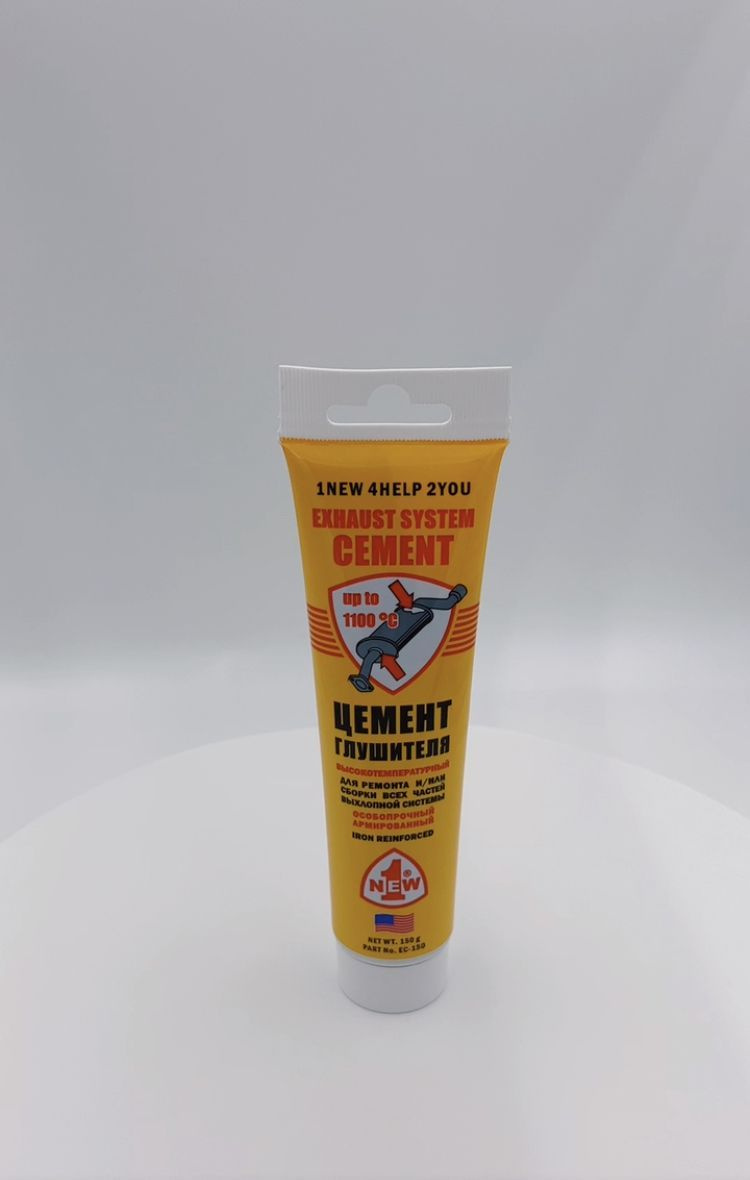 1NEW 4HELP 2YOU
EXHAUST SYSTEM
CEMENT
up to
1100 °C
ЦЕМЕНТ
ГЛУШИТЕЛЯ
ВЫСОКОТЕМПЕРАТУРНЫЙ
ДЛЯ РЕМОНТА И/ИЛИ
СБОРКИ ВСЕХ ЧАСТЕЙ
ВЫХЛОПНОЙ СИСТЕМЫ
ОСОБОПРОЧНЫЙ
АРМИРОВАННЫЙ
IRON REINFORCED
1
NEW®
NET WT. 150 g
PART No. EC-150